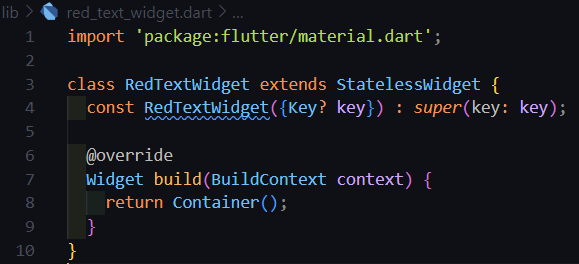 lib > red_text_widget.dart > ...
1 import 'package:flutter/material.dart';
2
3 class RedTextWidget extends StatelessWidget {
4 const RedTextWidget({Key? key}) : super(key: key);
5
6 @override
7 Widget build(BuildContext context) {
8 return Container();
9 }
10 }